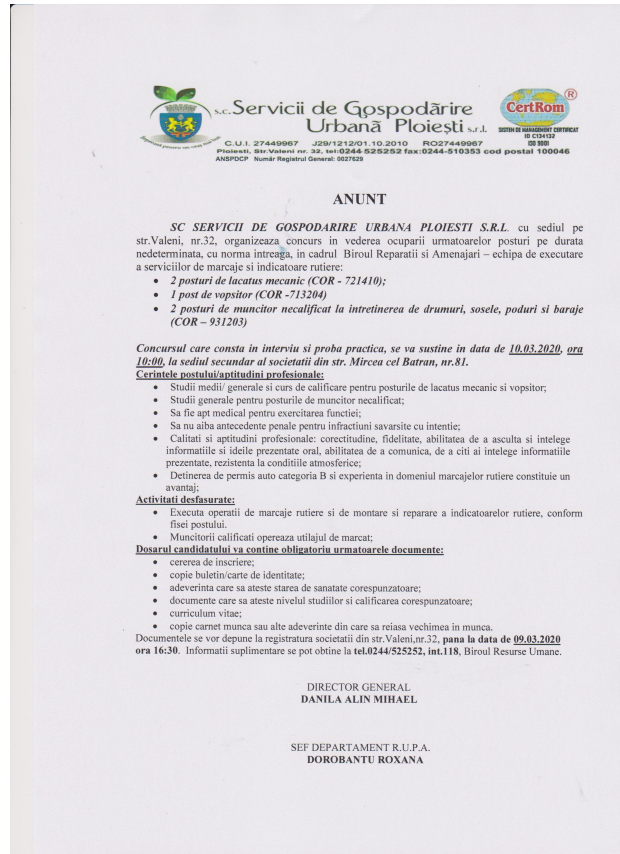 s.c.Servicii de Gospodărire
Urbană Ploiești s.r.l.
CertRom
®
SISTEM DE MANAGEMENT CERTIFICAT
ID C134132
ISO 9001
C.U.I. 27449967 J29/1212/01.10.2010 RO27449967
Ploiesti, Str.Valeni nr. 32, tel:0244-525252 fax:0244-510353 cod postal 100046
ANSPDCP Număr Registrul General: 0027629
ANUNT
SC SERVICII DE GOSPODARIRE URBANA PLOIESTI S.R.L. cu sediul pe
str.Valeni, nr.32, organizeaza concurs in vederea ocuparii urmatoarelor posturi pe durata
nedeterminata, cu norma intreaga, in cadrul Biroul Reparatii si Amenajari – echipa de executare
a serviciilor de marcaje si indicatoare rutiere:
• 2 posturi de lacatus mecanic (COR - 721410);
• 1 post de vopsitor (COR -713204)
• 2 posturi de muncitor necalificat la intretinerea de drumuri, sosele, poduri si baraje
(COR – 931203)
Concursul care consta in interviu si proba practica, se va sustine in data de 10.03.2020, ora
10:00, la sediul secundar al societatii din str. Mircea cel Batran, nr.81.
Cerintele postului/aptitudini profesionale:
• Studii medii/ generale si curs de calificare pentru posturile de lacatus mecanic si vopsitor;
• Studii generale pentru posturile de muncitor necalificat;
• Sa fie apt medical pentru exercitarea functiei;
• Sa nu aiba antecedente penale pentru infractiuni savarsite cu intentie;
• Calitati si aptitudini profesionale: corectitudine, fidelitate, abilitatea de a asculta si intelege
informatiile si ideile prezentate oral, abilitatea de a comunica, de a citi ai intelege informatiile
prezentate, rezistenta la conditiile atmosferice;
• Detinerea de permis auto categoria B si experienta in domeniul marcajelor rutiere constituie un
avantaj;
Activitati desfasurate:
• Executa operatii de marcaje rutiere si de montare si reparare a indicatoarelor rutiere, conform
fisei postului.
• Muncitorii calificati opereaza utilajul de marcat;
Dosarul candidatului va contine obligatoriu urmatoarele documente:
• cererea de inscriere;
• copie buletin/carte de identitate;
• adeverinta care sa ateste starea de sanatate corespunzatoare;
• documente care sa ateste nivelul studiilor si calificarea corespunzatoare;
• curriculum vitae;
• copie carnet munca sau alte adeverinte din care sa reiasa vechimea in munca.
Documentele se vor depune la registratura societatii din str.Valeni,nr.32, pana la data de 09.03.2020
ora 16:30. Informatii suplimentare se pot obtine la tel.0244/525252, int.118, Biroul Resurse Umane.
DIRECTOR GENERAL
DANILA ALIN MIHAEL
SEF DEPARTAMENT R.U.P.A.
DOROBANTU ROXANA